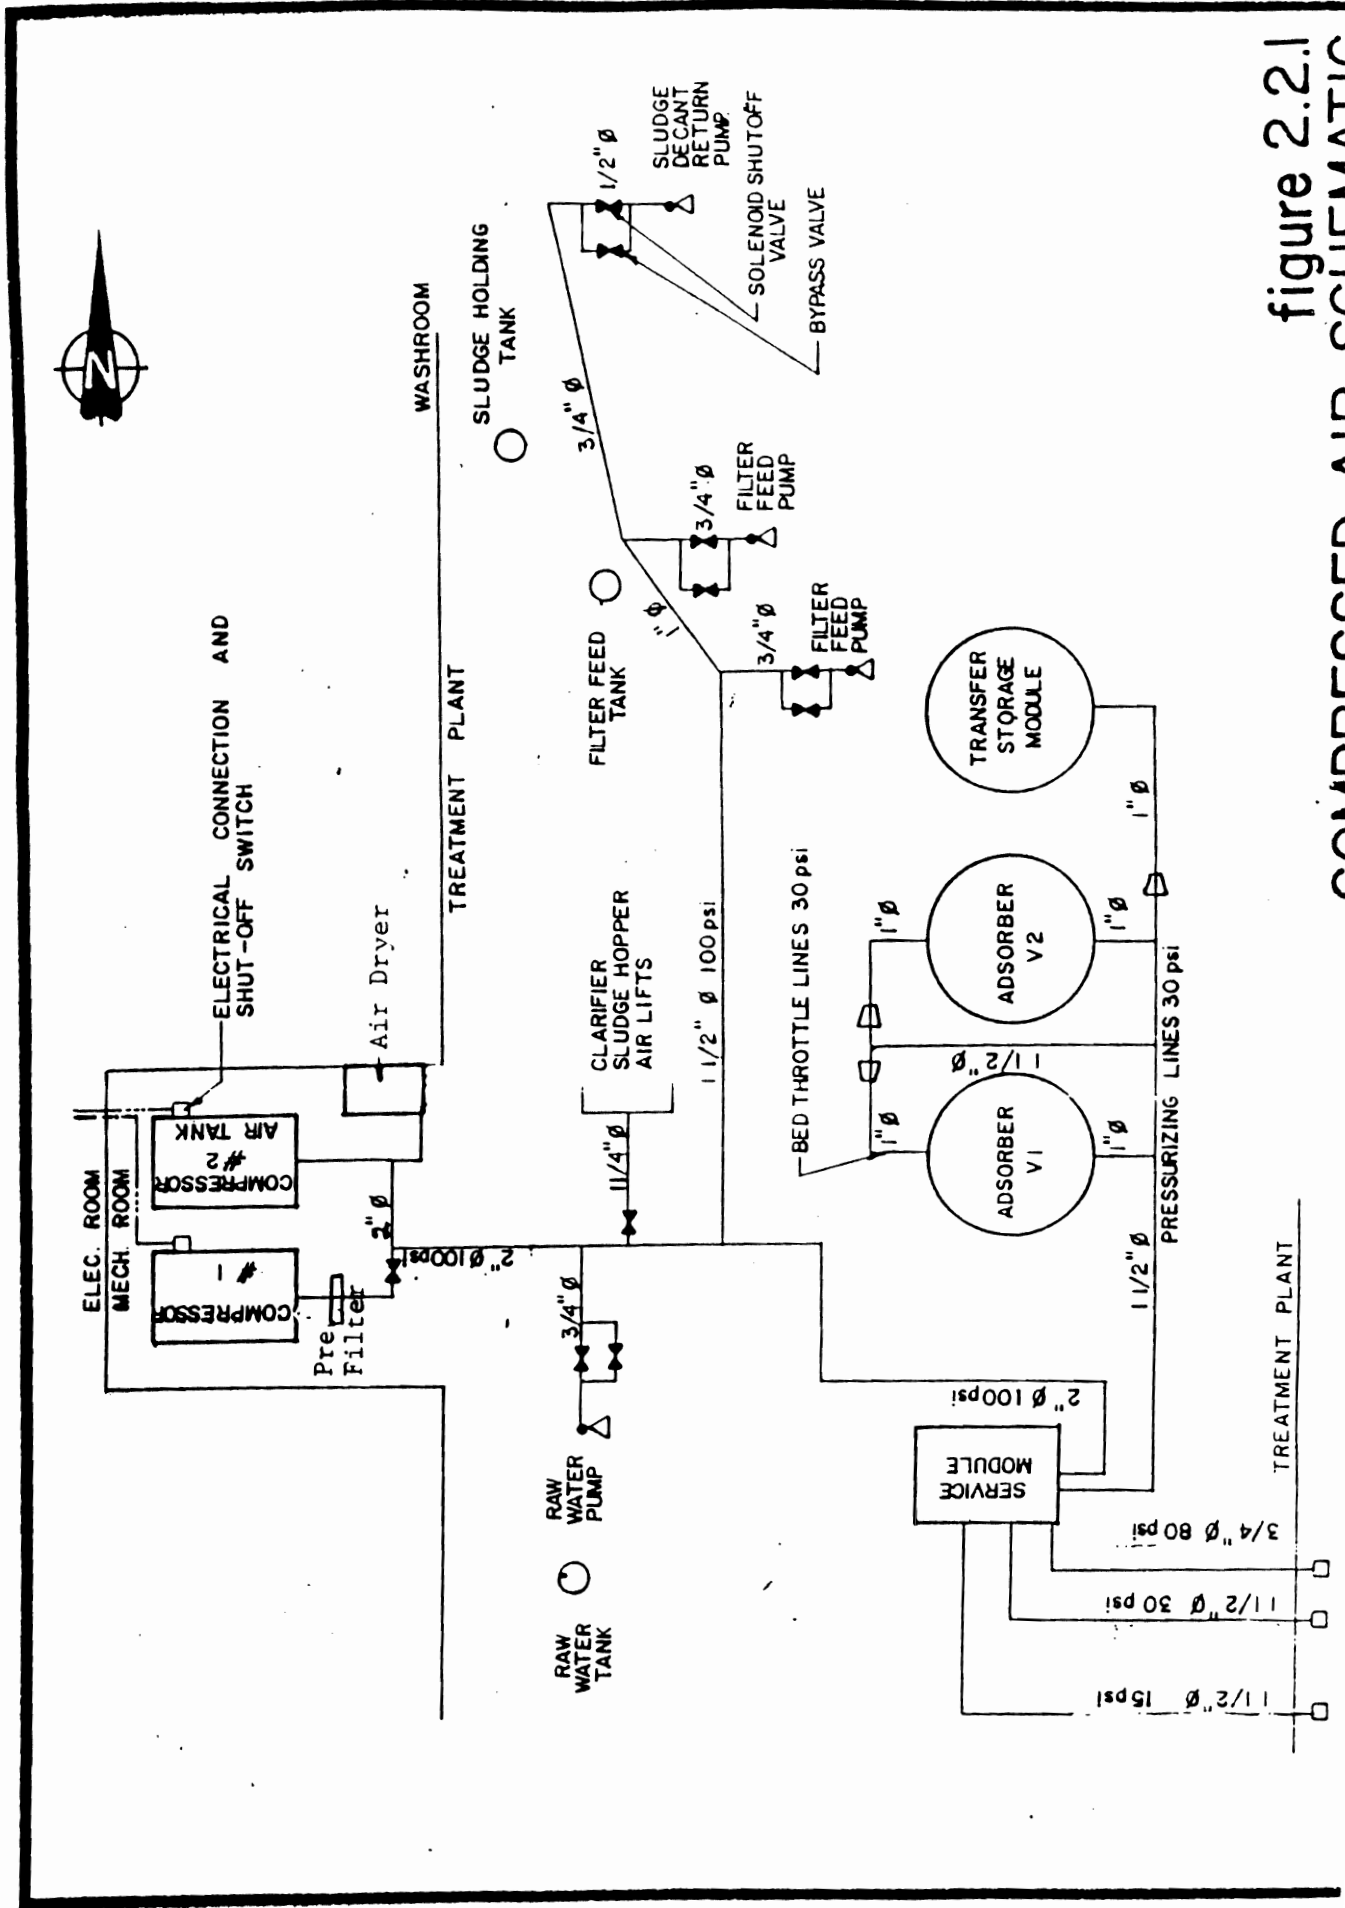 ELEC. ROOM
MECH. ROOM
COMPRESSOR
# 1
COMPRESSOR
#2
AIR TANK
ELECTRICAL CONNECTION AND
SHUT-OFF SWITCH
Pre
Filter
Air Dryer
2" Ø
2" Ø 100psi
TREATMENT PLANT
WASHROOM
RAW
WATER
TANK
RAW
WATER
PUMP
3/4" Ø
1 1/4" Ø
CLARIFIER
SLUDGE HOPPER
AIR LIFTS
FILTER FEED
TANK
SLUDGE HOLDING
TANK
1 1/2" Ø 100psi
1" Ø
3/4" Ø
3/4" Ø
FILTER
FEED
PUMP
3/4" Ø
FILTER
FEED
PUMP
1/2" Ø
SLUDGE
DECANT
RETURN
PUMP.
SOLENOID SHUTOFF
VALVE
BYPASS VALVE
BED THROTTLE LINES 30psi
1" Ø
1" Ø
1 1/2" Ø
ADSORBER
V1
ADSORBER
V2
TRANSFER
STORAGE
MODULE
1" Ø
1" Ø
1" Ø
1 1/2" Ø
PRESSURIZING LINES 30psi
2" Ø 100psi
SERVICE
MODULE
3/4" Ø 80 psi
1 1/2" Ø 30 psi
1 1/2" Ø 15 psi
TREATMENT PLANT
N
figure 2.2.1
COMPRESSED AIR SCHEMATIC